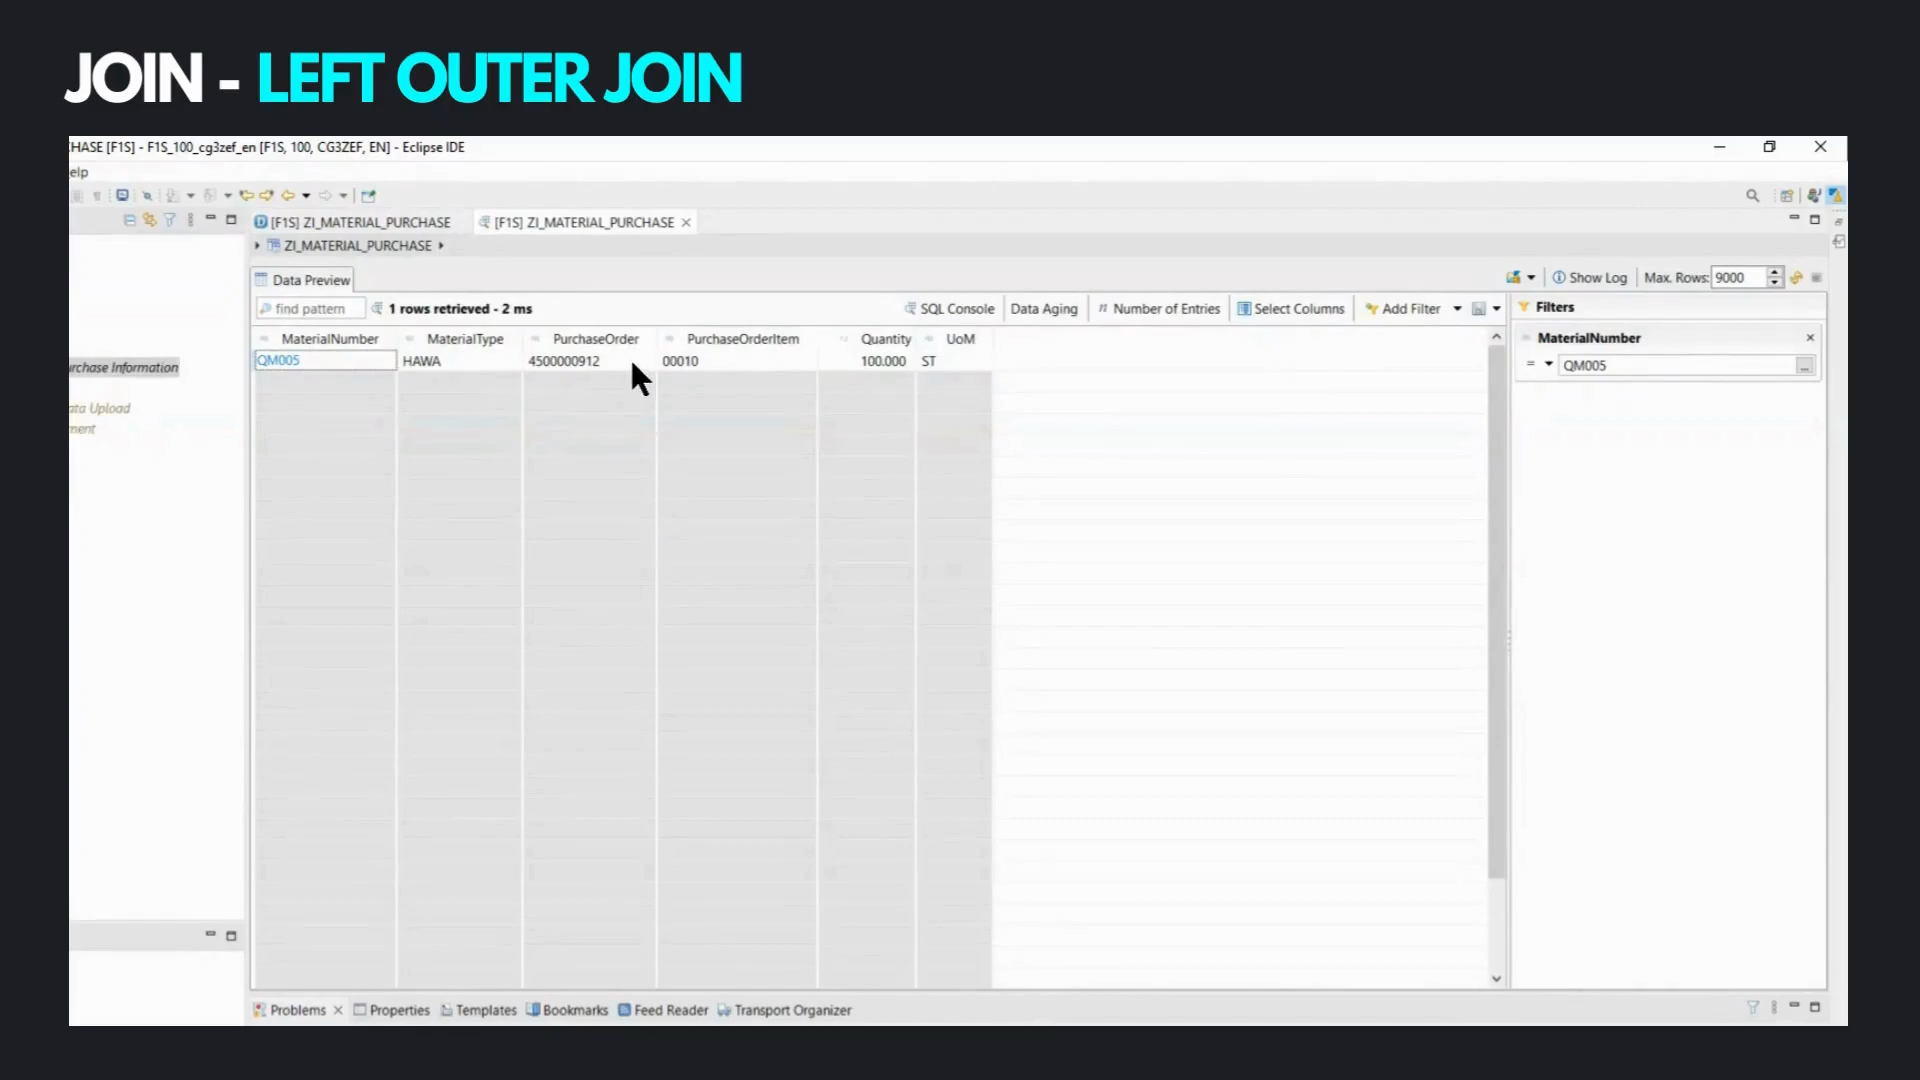 JOIN - LEFT OUTER JOIN
HASE [F1S] - F1S_100_cg3zef_en [F1S, 100, CG3ZEF, EN] - Eclipse IDE
elp
[F1S] ZI_MATERIAL_PURCHASE
[F1S] ZI_MATERIAL_PURCHASE
ZI_MATERIAL_PURCHASE
Data Preview
Show Log
Max. Rows: 9000
find pattern
1 rows retrieved - 2 ms
SQL Console
Data Aging
Number of Entries
Select Columns
Add Filter
Filters
MaterialNumber MaterialType PurchaseOrder PurchaseOrderItem Quantity UoM
QM005 HAWA 4500000912 00010 100.000 ST
MaterialNumber
= QM005 ...
rchase Information
ata Upload
ment
Problems
Properties
Templates
Bookmarks
Feed Reader
Transport Organizer